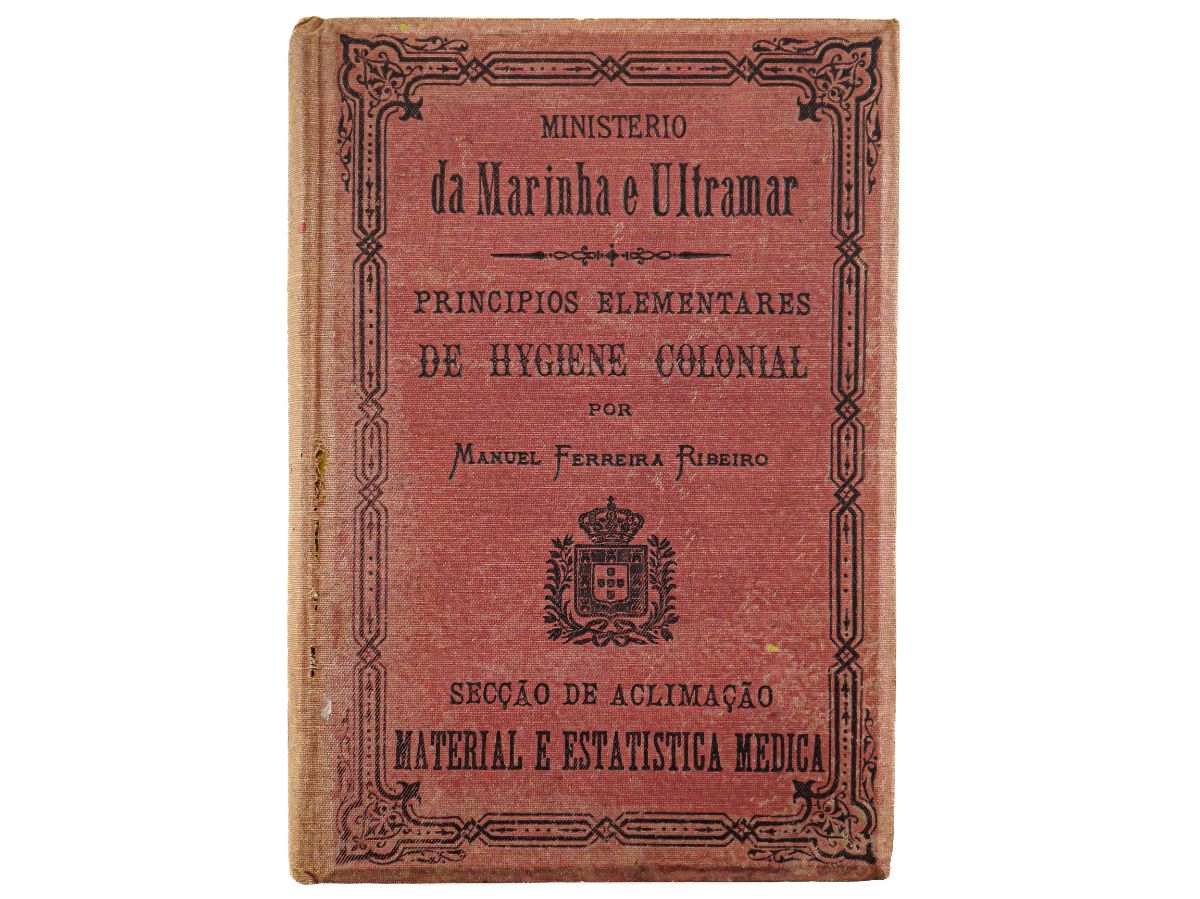 MINISTERIO
da Marinha e Ultramar
PRINCIPIOS ELEMENTARES
DE HYGIENE COLONIAL
POR
MANUEL FERREIRA RIBEIRO
SECÇÃO DE ACLIMAÇÃO
MATERIAL E ESTATISTICA MEDICA